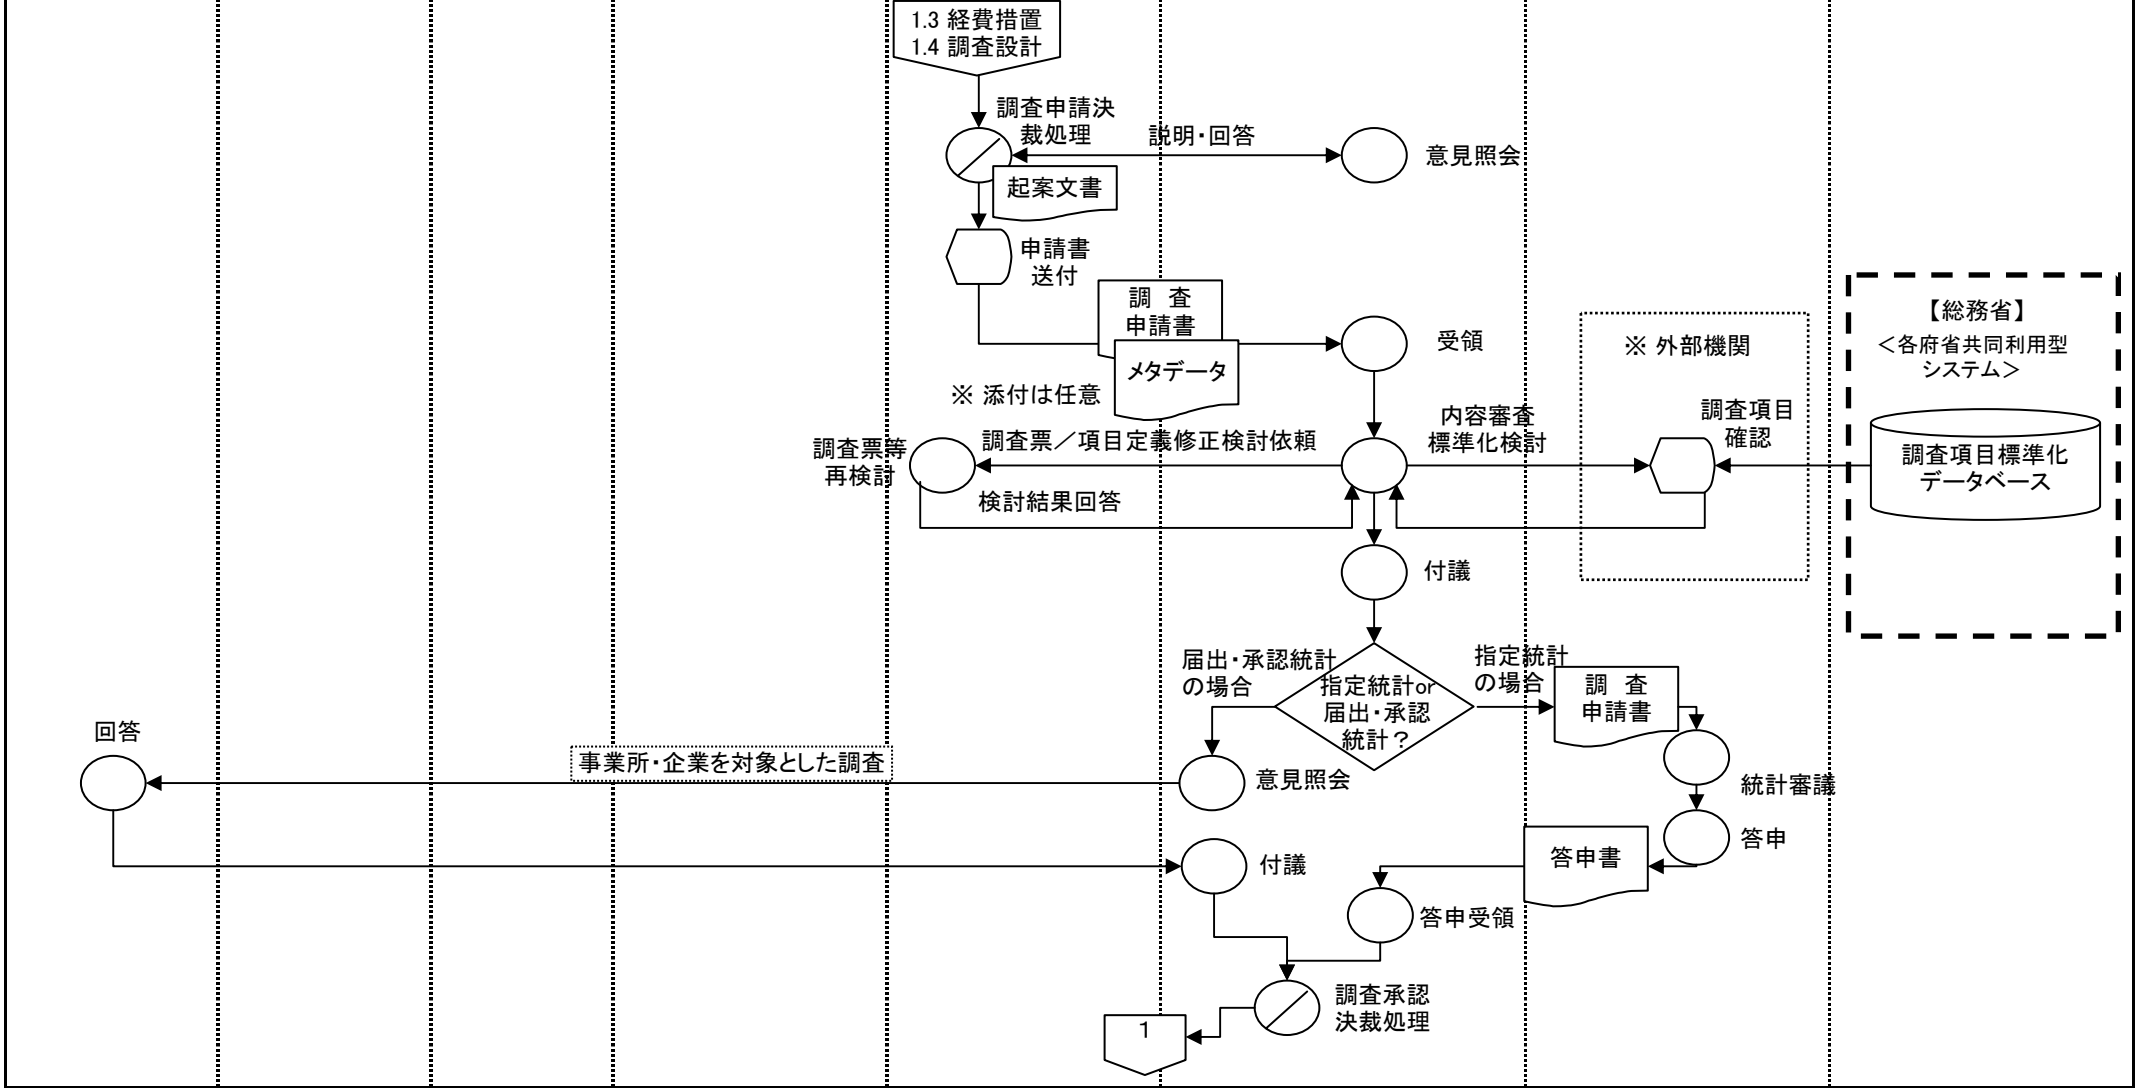 1.3 経費措置
1.4 調査設計
調査申請決
裁処理
説明・回答
意見照会
起案文書
申請書
送付
調　査
申請書
メタデータ
※ 添付は任意
受領
※ 外部機関
【総務省】
＜各府省共同利用型
システム＞
調査項目
確認
調査項目標準化
データベース
内容審査
標準化検討
調査票／項目定義修正検討依頼
調査票等
再検討
検討結果回答
付議
届出・承認統計
の場合
指定統計or
届出・承認
統計？
指定統計
の場合
調　査
申請書
回答
事業所・企業を対象とした調査
意見照会
統計審議
答申
付議
答申書
答申受領
調査承認
決裁処理
1